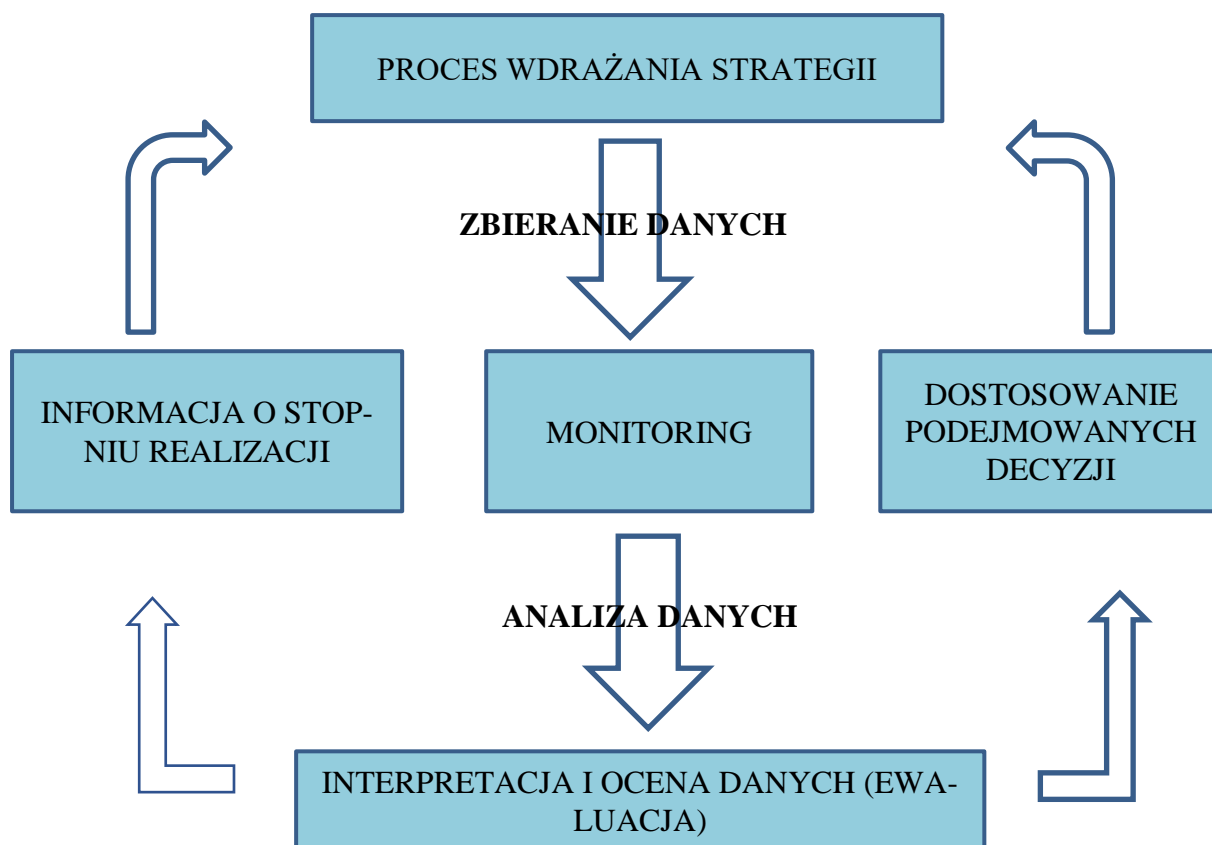 PROCES WDRAŻANIA STRATEGII
ZBIERANIE DANYCH
INFORMACJA O STOP-
NIU REALIZACJI
MONITORING
DOSTOSOWANIE
PODEJMOWANYCH
DECYZJI
ANALIZA DANYCH
INTERPRETACJA I OCENA DANYCH (EWA-
LUACJA)